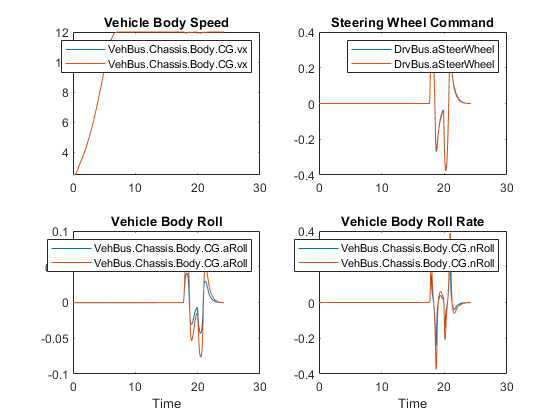 Vehicle Body Speed
12
VehBus.Chassis.Body.CG.vx
VehBus.Chassis.Body.CG.vx
10
8
6
4
0
10
20
30
Steering Wheel Command
0.4
DrvBus.aSteerWheel
DrvBus.aSteerWheel
0.2
0
-0.2
-0.4
0
10
20
30
Vehicle Body Roll
0.1
VehBus.Chassis.Body.CG.aRoll
VehBus.Chassis.Body.CG.aRoll
0
-0.05
-0.1
0
10
20
30
Time
Vehicle Body Roll Rate
0.4
VehBus.Chassis.Body.CG.nRoll
VehBus.Chassis.Body.CG.nRoll
0
-0.2
-0.4
0
10
20
30
Time